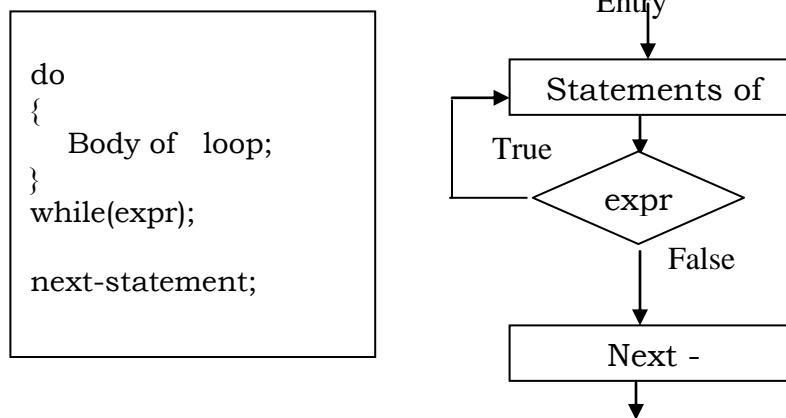 do
{
Body of loop;
}
while(expr);
next-statement;
Entry
Statements of
True
expr
False
Next -